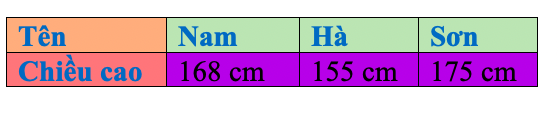 Tên Nam Hà Sơn
Chiều cao 168 cm 155 cm 175 cm